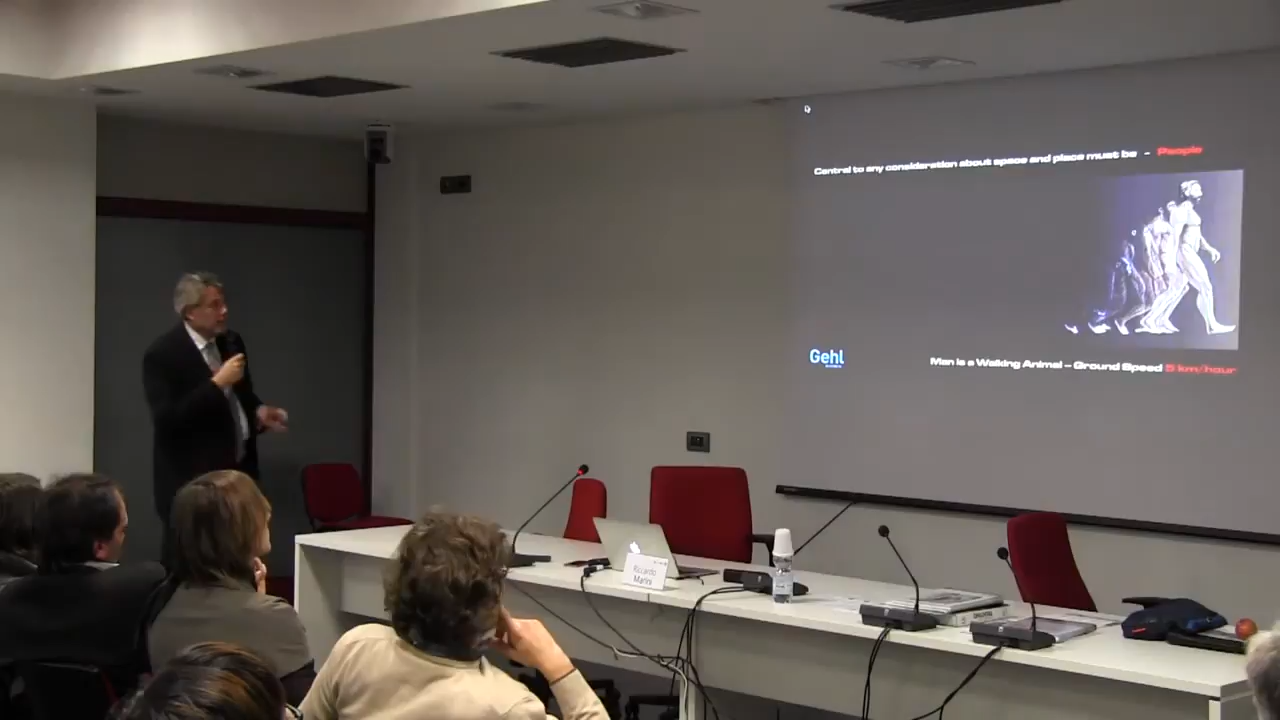 Central to any consideration about space and place must be - People
Gehl
Man is a Walking Animal – Ground Speed 5 km/hour
Riccardo
Marini